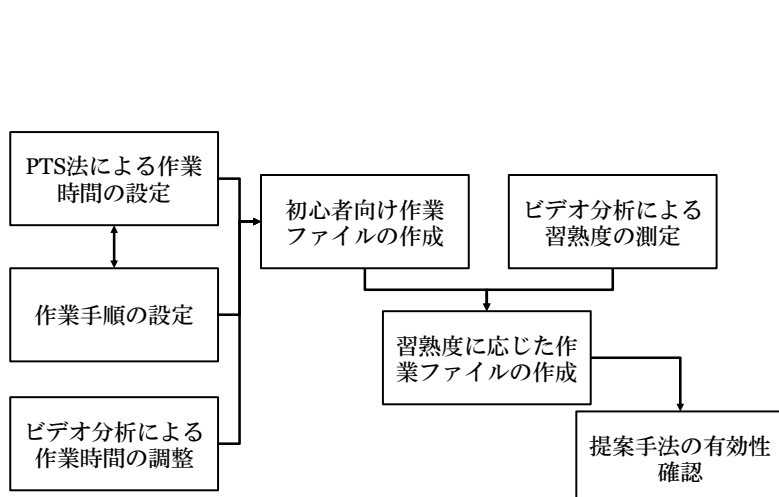 PTS法による作業
時間の設定
作業手順の設定
ビデオ分析による
作業時間の調整
初心者向け作業
ファイルの作成
ビデオ分析による
習熟度の測定
習熟度に応じた作
業ファイルの作成
提案手法の有効性
確認